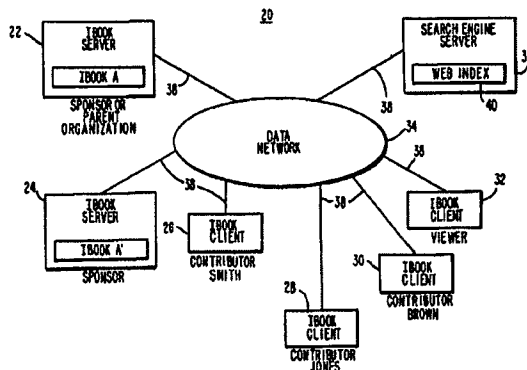 20
22
IBOOK
SERVER
IBOOK A
SPONSOR OR
PARENT
ORGANIZATION
38
SEARCH ENGINE
SERVER
WEB INDEX
40
38
DATA
NETWORK
34
24
IBOOK
SERVER
IBOOK A'
SPONSOR
38
26
IBOOK
CLIENT
CONTRIBUTOR
SMITH
38
38
IBOOK
CLIENT
32
VIEWER
28
IBOOK
CLIENT
CONTRIBUTOR
JONES
30
IBOOK
CLIENT
CONTRIBUTOR
BROWN